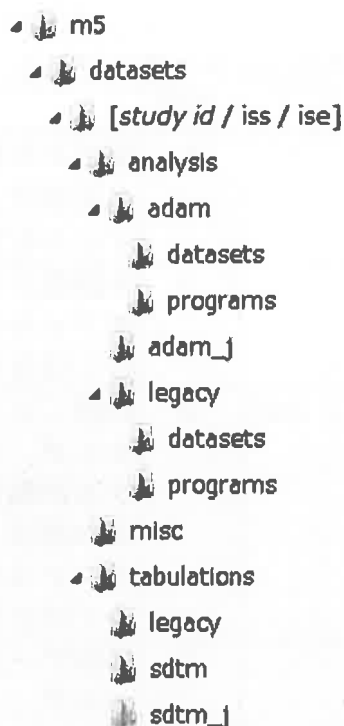 m5
datasets
[study id / iss / ise]
analysis
adam
datasets
programs
adam_j
legacy
datasets
programs
misc
tabulations
legacy
sdtm
sdtm_j